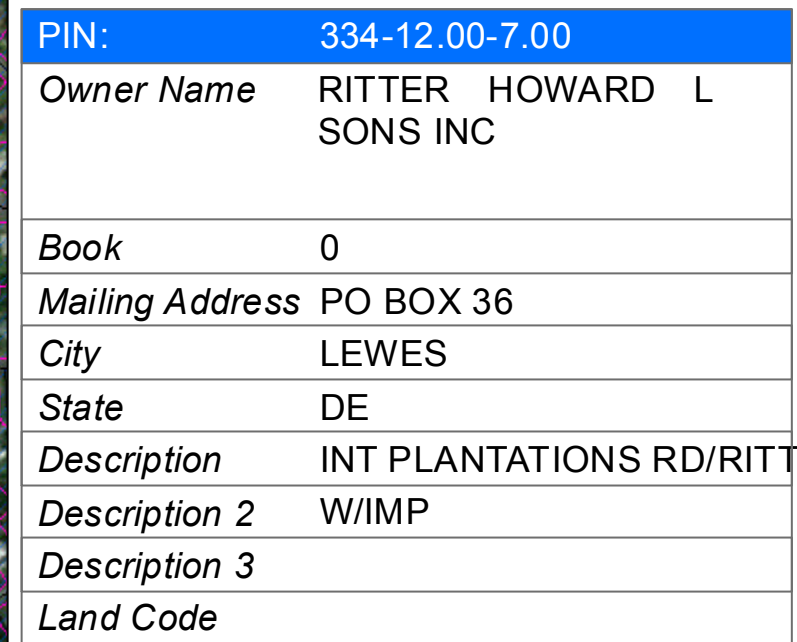 PIN: 334-12.00-7.00
Owner Name RITTER HOWARD L
SONS INC
Book 0
Mailing Address PO BOX 36
City LEWES
State DE
Description INT PLANTATIONS RD/RITT
Description 2 W/IMP
Description 3
Land Code